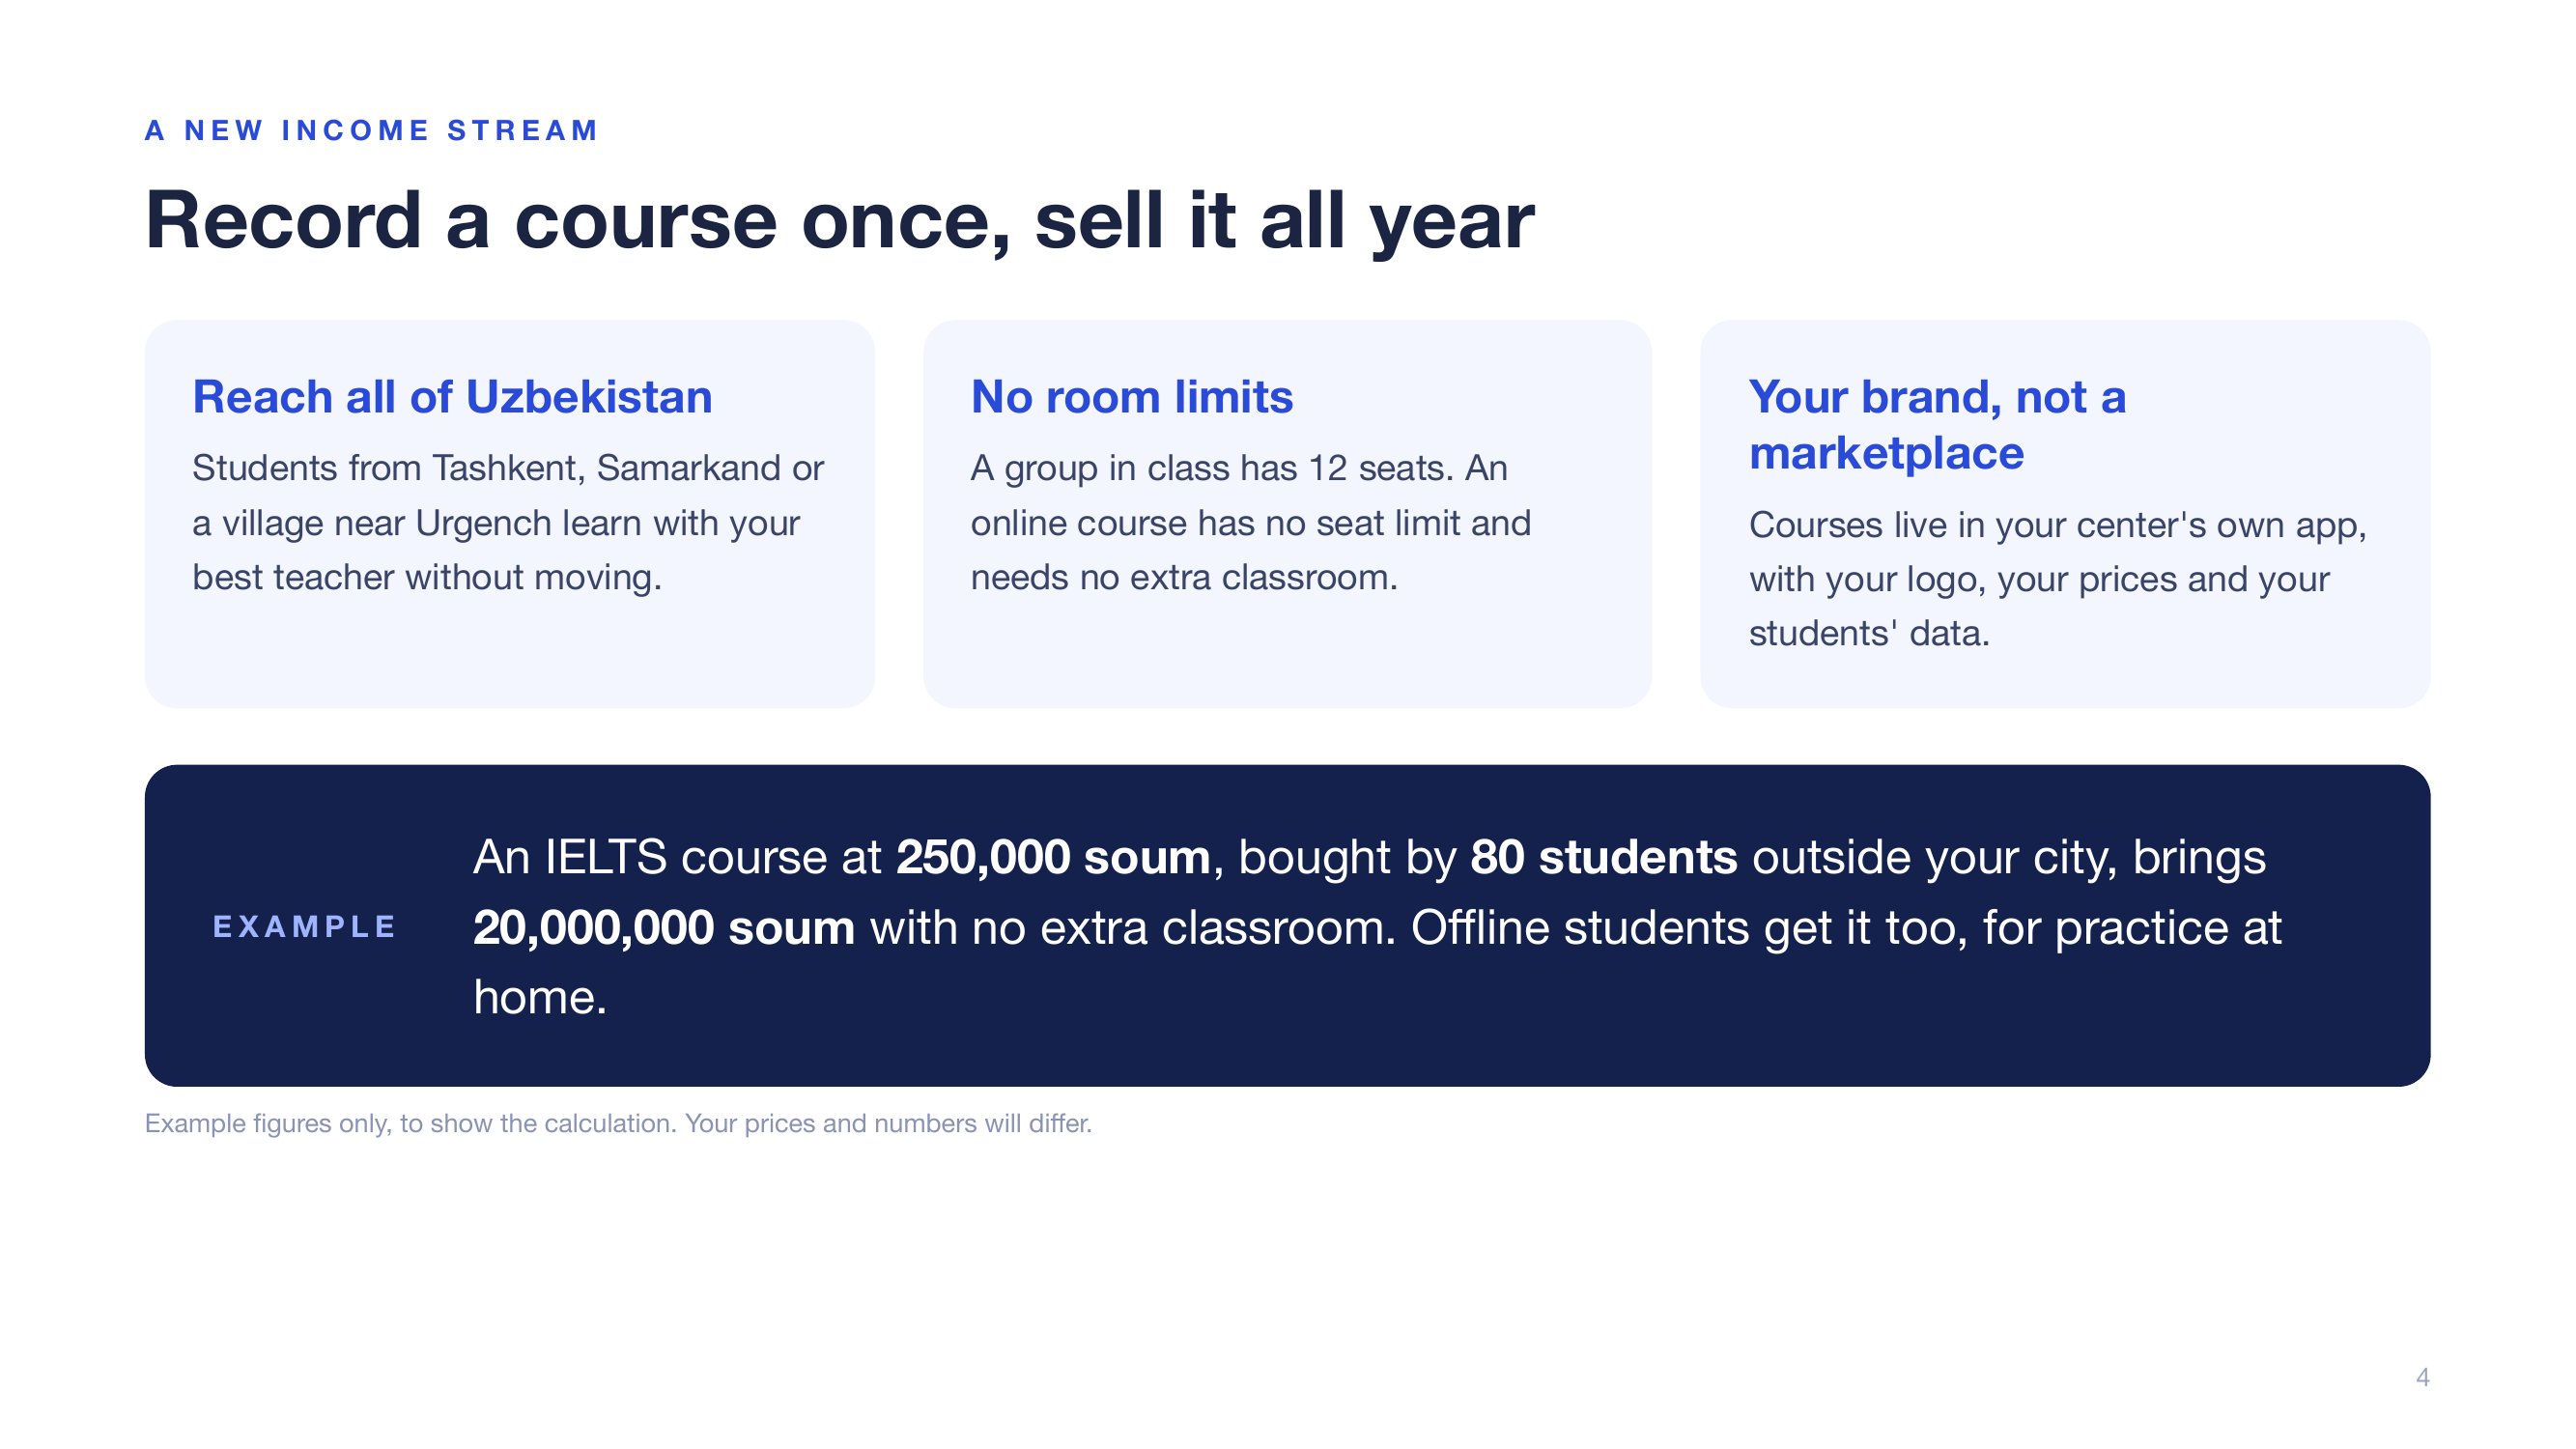 A NEW INCOME STREAM
Record a course once, sell it all year
Reach all of Uzbekistan
Students from Tashkent, Samarkand or
a village near Urgench learn with your
best teacher without moving.
No room limits
A group in class has 12 seats. An
online course has no seat limit and
needs no extra classroom.
Your brand, not a
marketplace
Courses live in your center's own app,
with your logo, your prices and your
students' data.
EXAMPLE
An IELTS course at 250,000 soum, bought by 80 students outside your city, brings
20,000,000 soum with no extra classroom. Offline students get it too, for practice at
home.
Example figures only, to show the calculation. Your prices and numbers will differ.
4